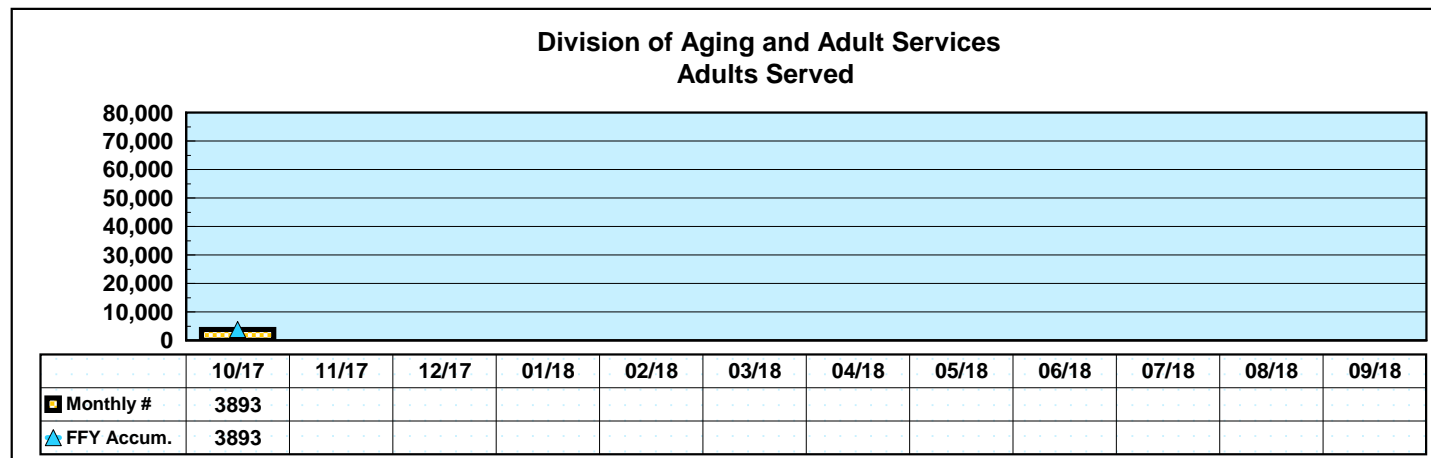 Division of Aging and Adult Services
Adults Served
80,000
70,000
60,000
50,000
40,000
30,000
20,000
10,000
0
10/17 11/17 12/17 01/18 02/18 03/18 04/18 05/18 06/18 07/18 08/18 09/18
Monthly # 3893
FFY Accum. 3893